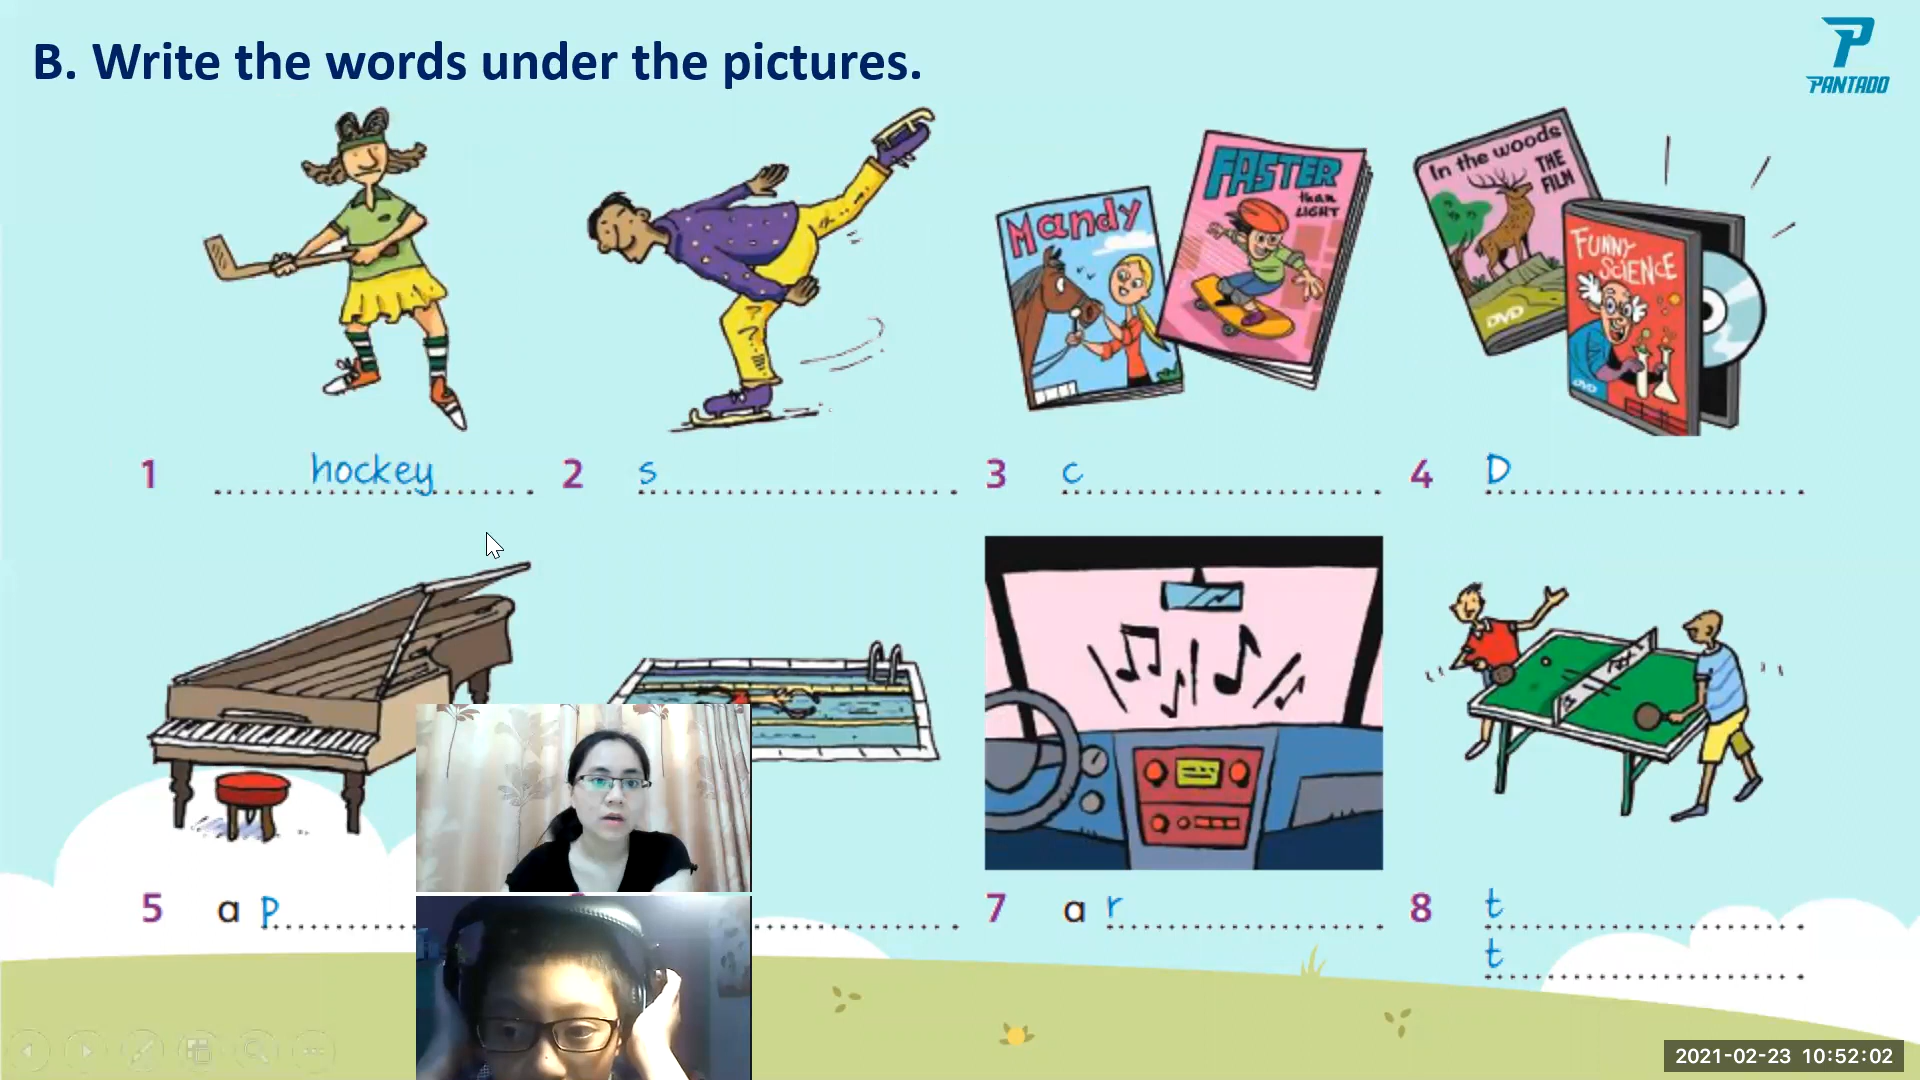 B. Write the words under the pictures.
PANTADO
Mandy
FASTER
than
LIGHT
In the woods
THE
FILM
DVD
FUNNY
SCIENCE
DVD
1 hockey 2 s 3 c 4 D
5 a p 7 a r 8 t
t
2021-02-23 10:52:02